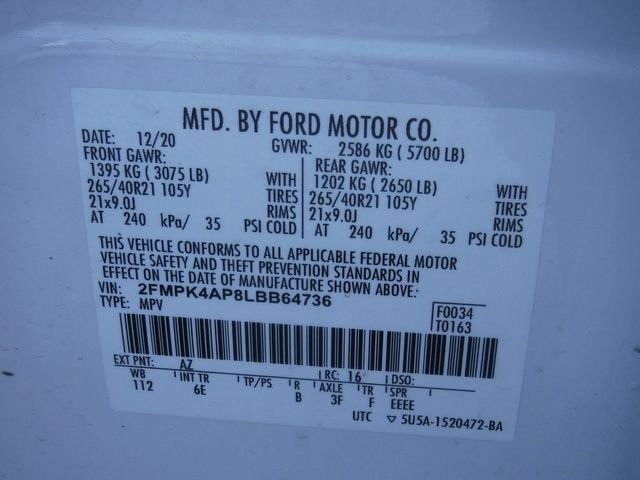 MFD. BY FORD MOTOR CO.
DATE: 12/20 GVWR: 2586 KG ( 5700 LB)
FRONT GAWR: REAR GAWR:
1395 KG ( 3075 LB) WITH 1202 KG ( 2650 LB) WITH
265/40R21 105Y TIRES 265/40R21 105Y TIRES
21x9.0J RIMS 21x9.0J RIMS
AT 240 kPa/ 35 PSI COLD AT 240 kPa/ 35 PSI COLD
THIS VEHICLE CONFORMS TO ALL APPLICABLE FEDERAL MOTOR
VEHICLE SAFETY AND THEFT PREVENTION STANDARDS IN
EFFECT ON THE DATE OF MANUFACTURE SHOWN ABOVE.
VIN: 2FMPK4AP8LBB64736 F0034
TYPE: MPV T0163
EXT PNT: AZ RC: 16 DSO:
WB INT TR TP/PS R AXLE TR SPR
112 6E B 3F F EEEE
UTC ▽ 5U5A-1520472-BA